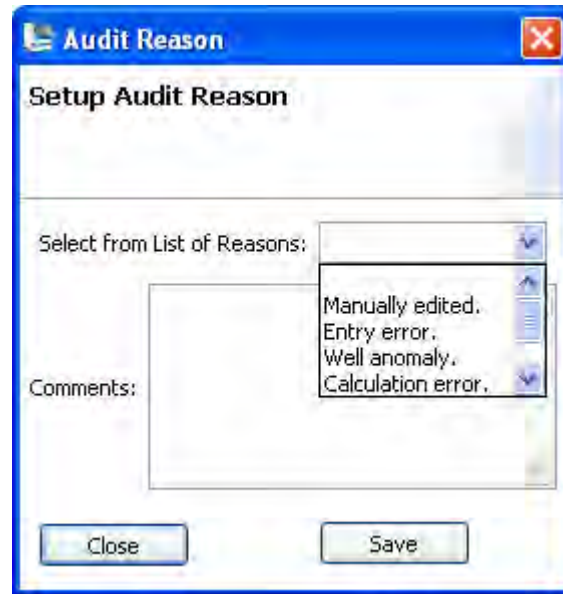 Audit Reason
Setup Audit Reason
Select from List of Reasons:
Manually edited.
Entry error.
Well anomaly.
Calculation error.
Comments:
Close
Save